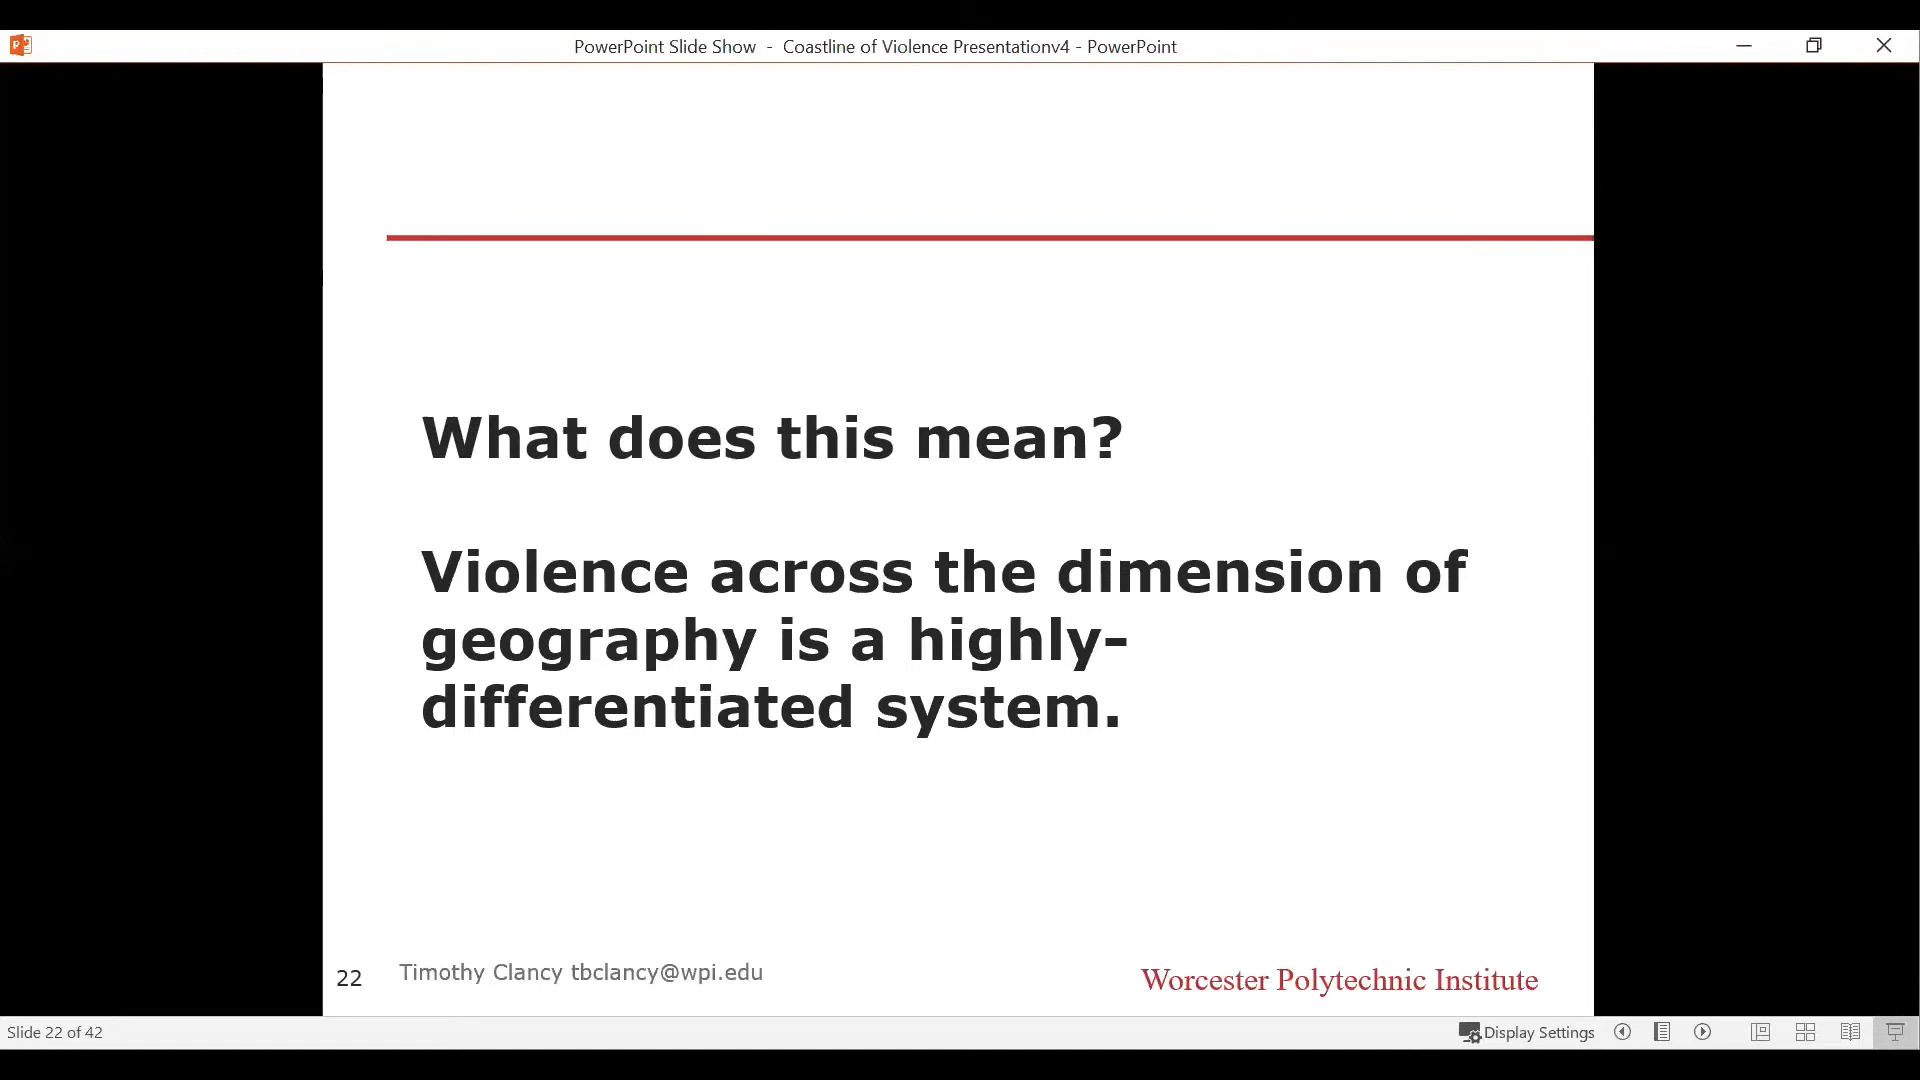 PowerPoint Slide Show - Coastline of Violence Presentationv4 - PowerPoint
What does this mean?
Violence across the dimension of
geography is a highly-
differentiated system.
22
Timothy Clancy tbclancy@wpi.edu
Worcester Polytechnic Institute
Slide 22 of 42
Display Settings